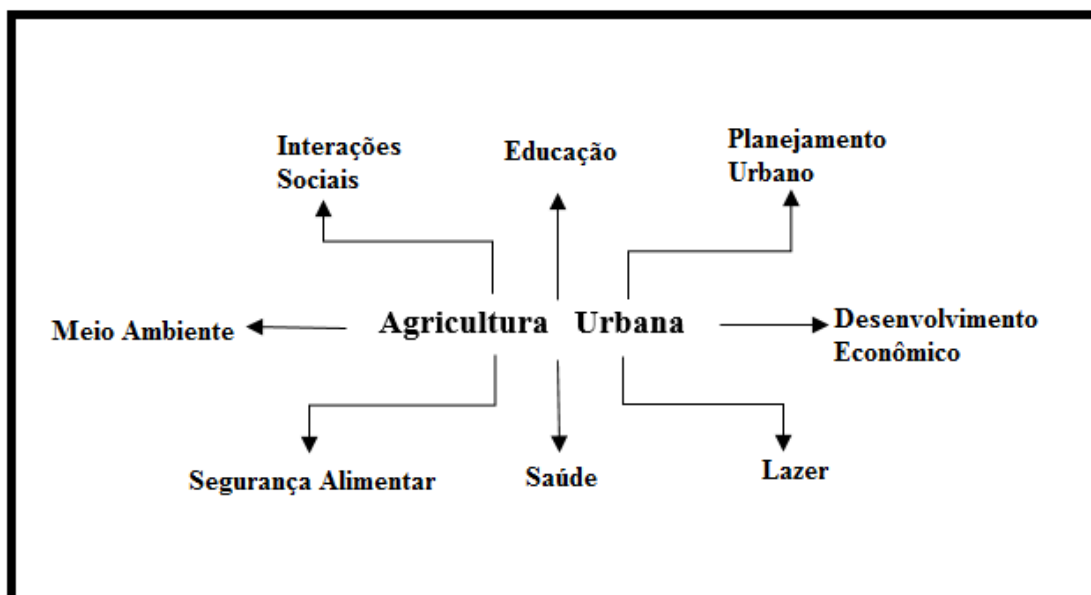 Interações
Sociais
Educação
Planejamento
Urbano
Meio Ambiente
Agricultura Urbana
Desenvolvimento
Econômico
Segurança Alimentar
Saúde
Lazer